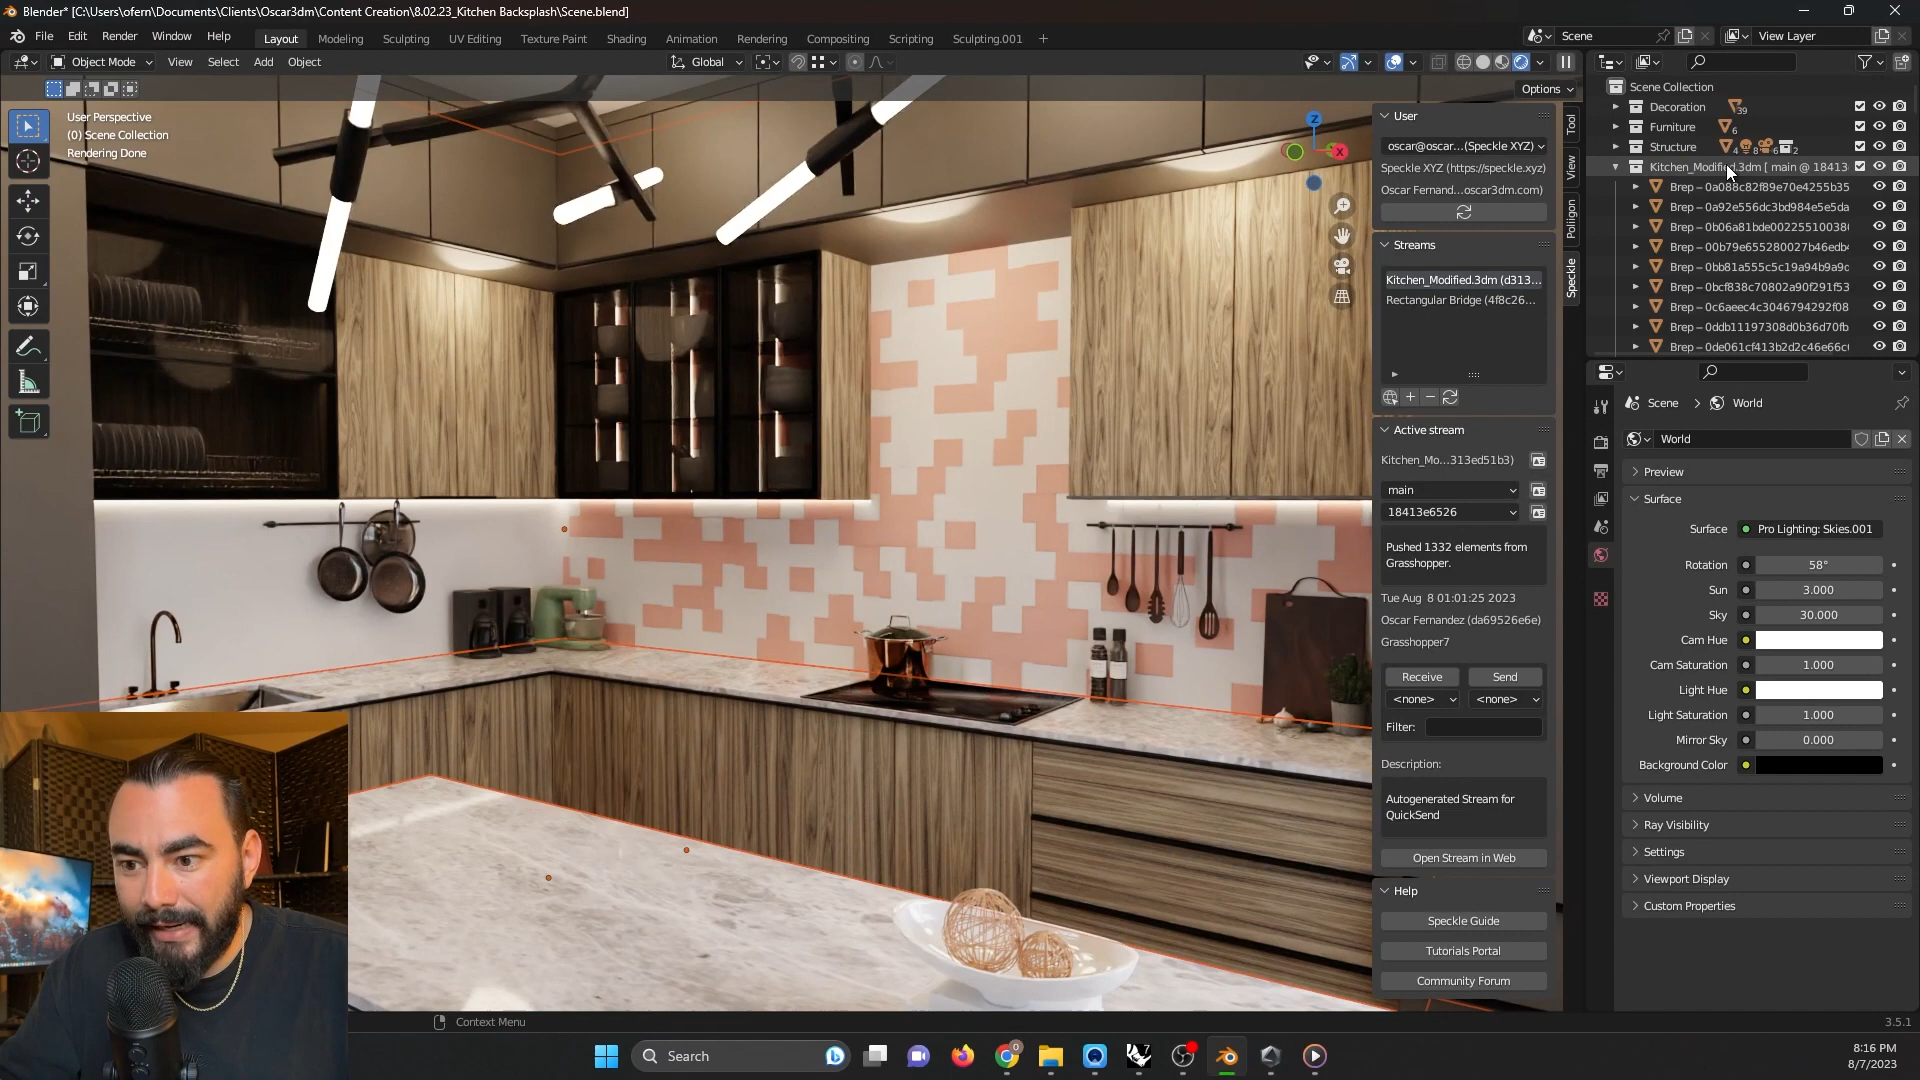 Blender* [C:\Users\ofern\Documents\Clients\Oscar3dm\Content Creation\8.02.23_Kitchen Backsplash\Scene.blend]
File Edit Render Window Help Layout Modeling Sculpting UV Editing Texture Paint Shading Animation Rendering Compositing Scripting Sculpting.001 +
Scene
View Layer
Object Mode View Select Add Object
Global
Options
User Perspective
(0) Scene Collection
Rendering Done
Z
X
Tool
View
Poliigon
Speckle
User
oscar@oscar...(Speckle XYZ)
Speckle XYZ (https://speckle.xyz)
Oscar Fernand...oscar3dm.com)
Streams
Kitchen_Modified.3dm (d313...
Rectangular Bridge (4f8c26...
Active stream
Kitchen_Mo...313ed51b3)
main
18413e6526
Pushed 1332 elements from
Grasshopper.
Tue Aug 8 01:01:25 2023
Oscar Fernandez (da69526e6e)
Grasshopper7
Receive Send
<none> <none>
Filter:
Description:
Autogenerated Stream for
QuickSend
Open Stream in Web
Help
Speckle Guide
Tutorials Portal
Community Forum
Scene Collection
Decoration 39
Furniture 6
Structure 4 8 6 2
Kitchen_Modified.3dm [ main @ 18413
Brep -- 0a088c82f89e70e4255b35
Brep -- 0a92e556dc3bd984e5e5da
Brep -- 0b06a81bde00225510038
Brep -- 00b79e655280027b46edb
Brep -- 0bb81a555c5c19a94b9a9c
Brep -- 0bcf838c70802a90f291f53
Brep -- 0c6aeec4c3046794292f08
Brep -- 0ddb11197308d0b36d70fb
Brep -- 0de061cf413b2d2c46e66c
Scene > World
World
Preview
Surface
Surface Pro Lighting: Skies.001
Rotation 58°
Sun 3.000
Sky 30.000
Cam Hue
Cam Saturation 1.000
Light Hue
Light Saturation 1.000
Mirror Sky 0.000
Background Color
Volume
Ray Visibility
Settings
Viewport Display
Custom Properties
Context Menu
3.5.1
Search
0
8:16 PM
8/7/2023